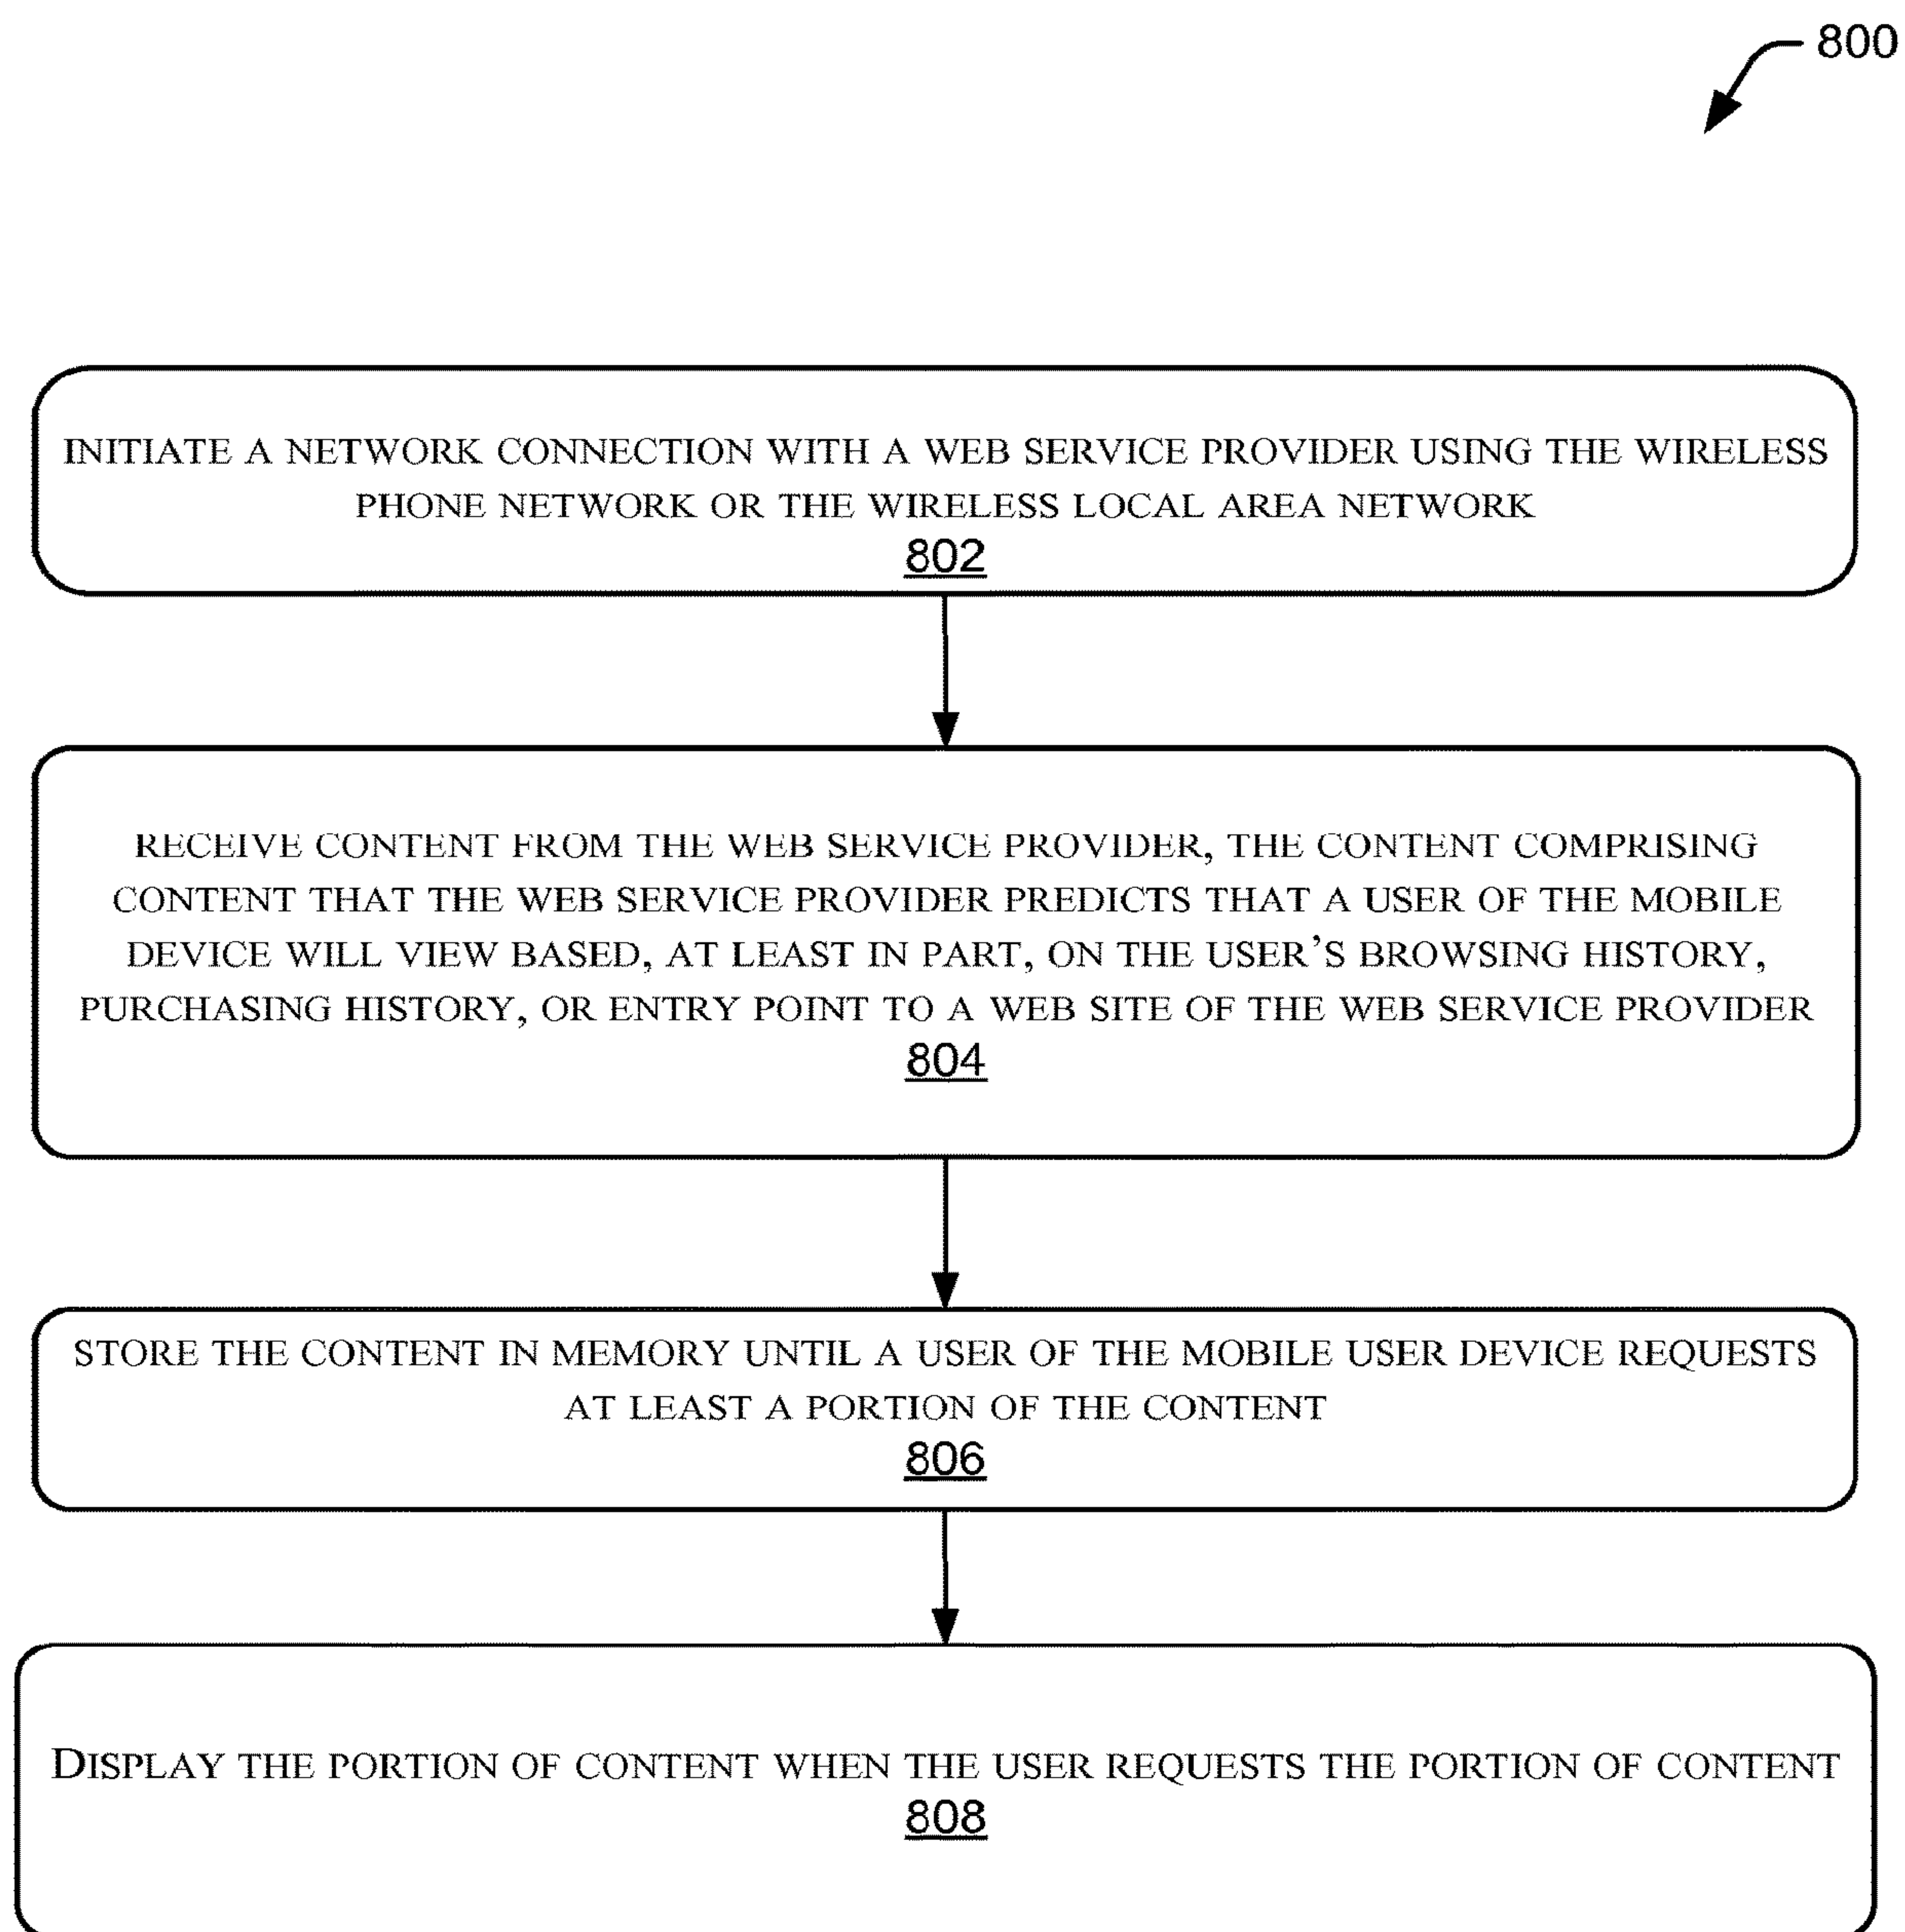 800
INITIATE A NETWORK CONNECTION WITH A WEB SERVICE PROVIDER USING THE WIRELESS
PHONE NETWORK OR THE WIRELESS LOCAL AREA NETWORK
802
RECEIVE CONTENT FROM THE WEB SERVICE PROVIDER, THE CONTENT COMPRISING
CONTENT THAT THE WEB SERVICE PROVIDER PREDICTS THAT A USER OF THE MOBILE
DEVICE WILL VIEW BASED, AT LEAST IN PART, ON THE USER'S BROWSING HISTORY,
PURCHASING HISTORY, OR ENTRY POINT TO A WEB SITE OF THE WEB SERVICE PROVIDER
804
STORE THE CONTENT IN MEMORY UNTIL A USER OF THE MOBILE USER DEVICE REQUESTS
AT LEAST A PORTION OF THE CONTENT
806
DISPLAY THE PORTION OF CONTENT WHEN THE USER REQUESTS THE PORTION OF CONTENT
808